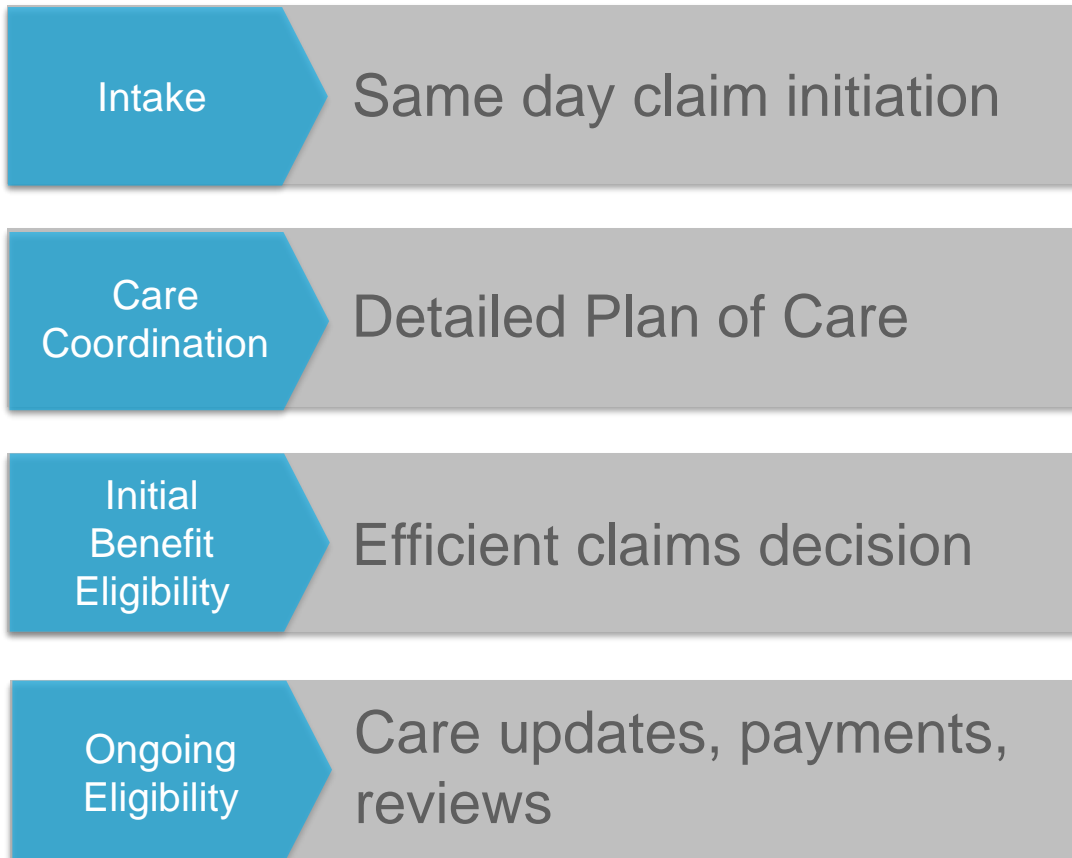 Intake
Same day claim initiation
Care
Coordination
Detailed Plan of Care
Initial
Benefit
Eligibility
Efficient claims decision
Ongoing
Eligibility
Care updates, payments,
reviews